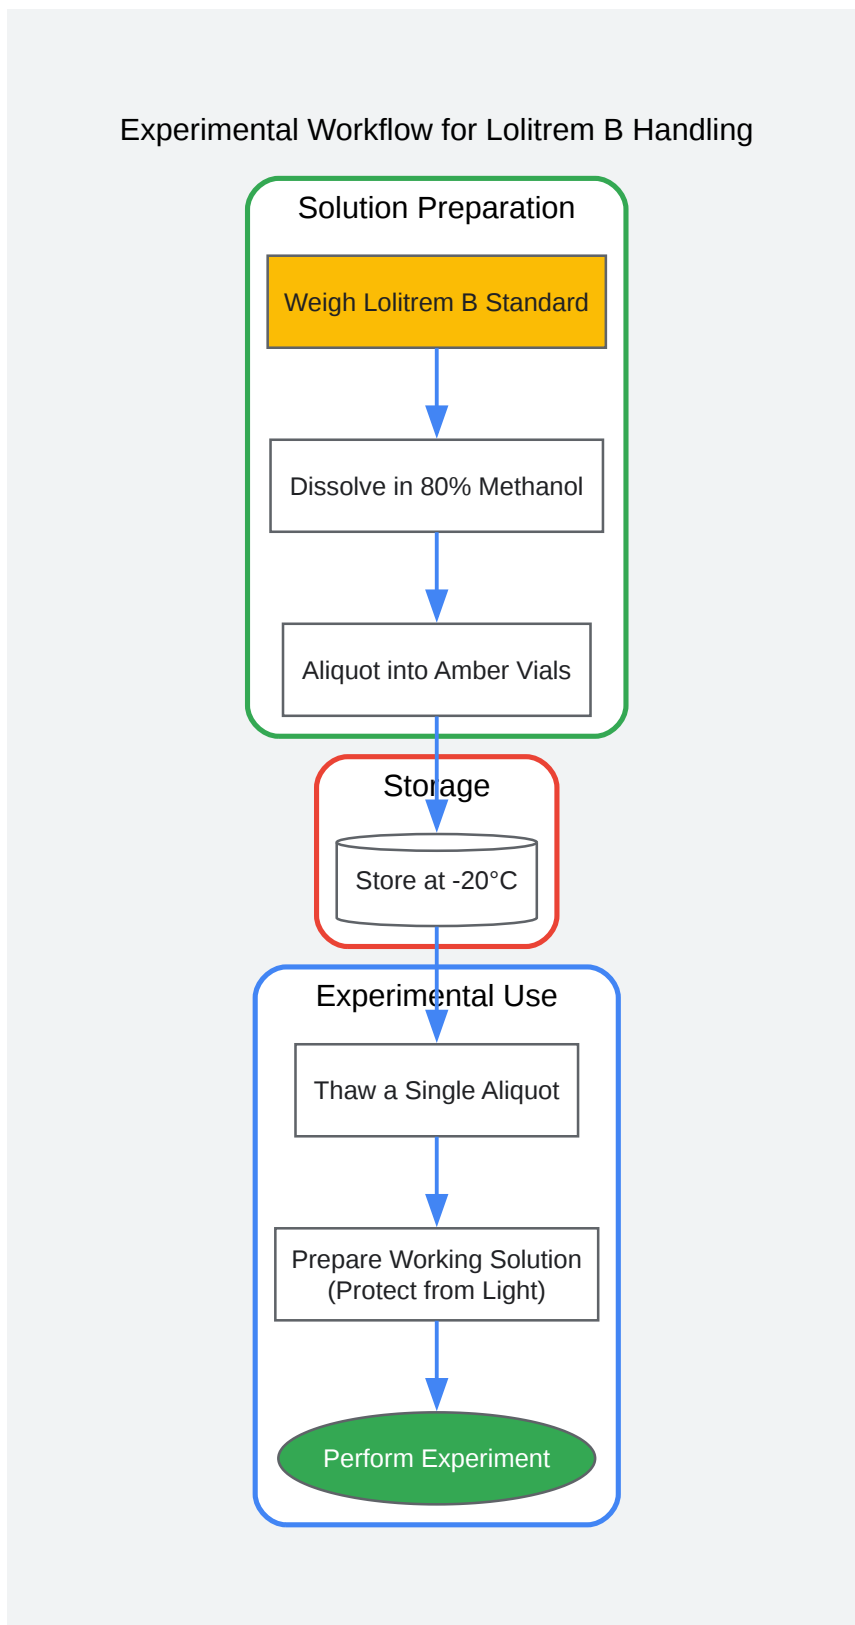 Experimental Workflow for Lolitrem B Handling
Solution Preparation
Weigh Lolitrem B Standard
Dissolve in 80% Methanol
Aliquot into Amber Vials
Storage
Store at -20°C
Experimental Use
Thaw a Single Aliquot
Prepare Working Solution
(Protect from Light)
Perform Experiment